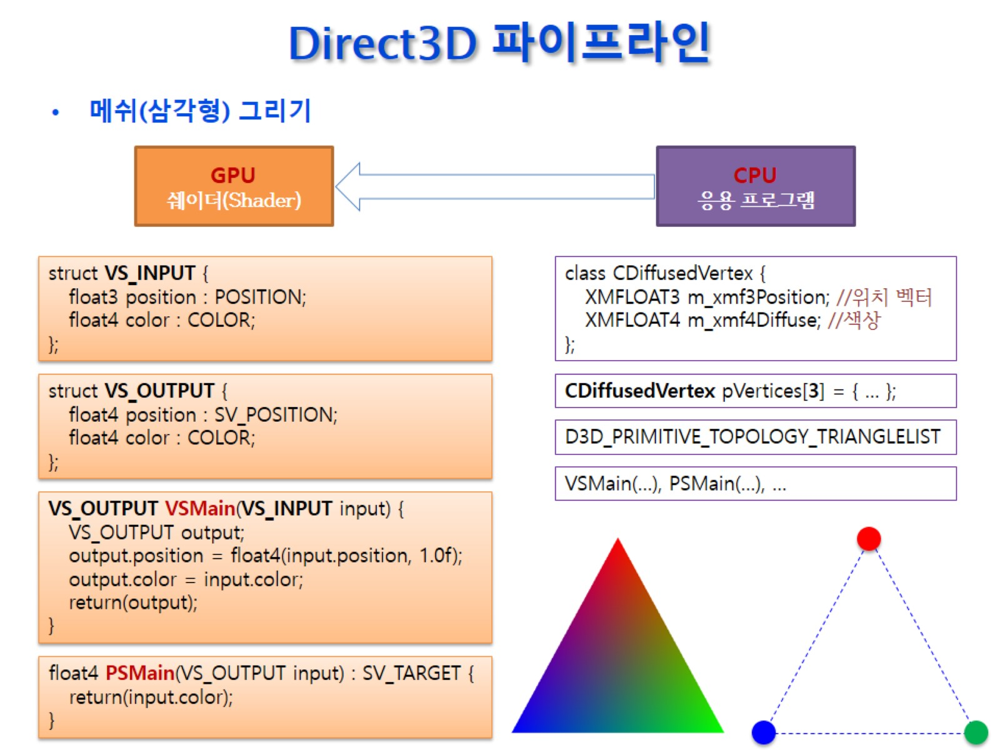 Direct3D 파이프라인
• 메쉬(삼각형) 그리기
GPU
쉐이더(Shader)
CPU
응용 프로그램
struct VS_INPUT {
float3 position : POSITION;
float4 color : COLOR;
};
struct VS_OUTPUT {
float4 position : SV_POSITION;
float4 color : COLOR;
};
VS_OUTPUT VSMain(VS_INPUT input) {
VS_OUTPUT output;
output.position = float4(input.position, 1.0f);
output.color = input.color;
return(output);
}
float4 PSMain(VS_OUTPUT input) : SV_TARGET {
return(input.color);
}
class CDiffusedVertex {
XMFLOAT3 m_xmf3Position; //위치 벡터
XMFLOAT4 m_xmf4Diffuse; //색상
};
CDiffusedVertex pVertices[3] = { ... };
D3D_PRIMITIVE_TOPOLOGY_TRIANGLELIST
VSMain(...), PSMain(...), ...